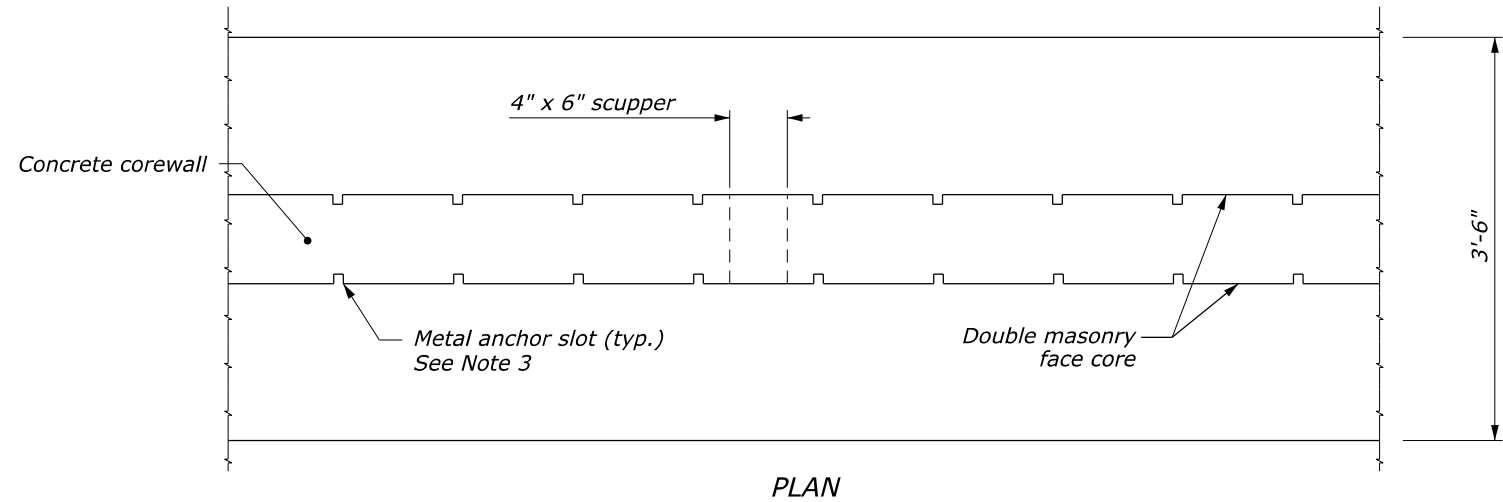 4" x 6" scupper
Concrete corewall
3'-6"
Metal anchor slot (typ.)
See Note 3
Double masonry
face core
PLAN